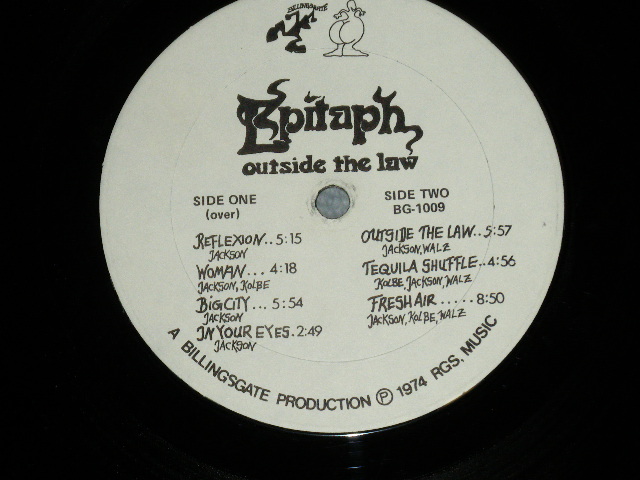 BILLINGSGATE
Epitaph
outside the law
SIDE ONE
(over)
REFLEXION..5:15
JACKSON
WOMAN... 4:18
JACKSON, KOLBE
BIG CITY... 5:54
JACKSON
IN YOUR EYES.2:49
JACKSON
SIDE TWO
BG-1009
OUTSIDE THE LAW..5:57
JACKSON, WALZ
TEQUILA SHUFFLE..4:56
KOLBE, JACKSON, WALZ
FRESH AIR.....8:50
JACKSON, KOLBE, WALZ
A BILLINGSGATE PRODUCTION Ⓟ 1974 RGS, MUSIC